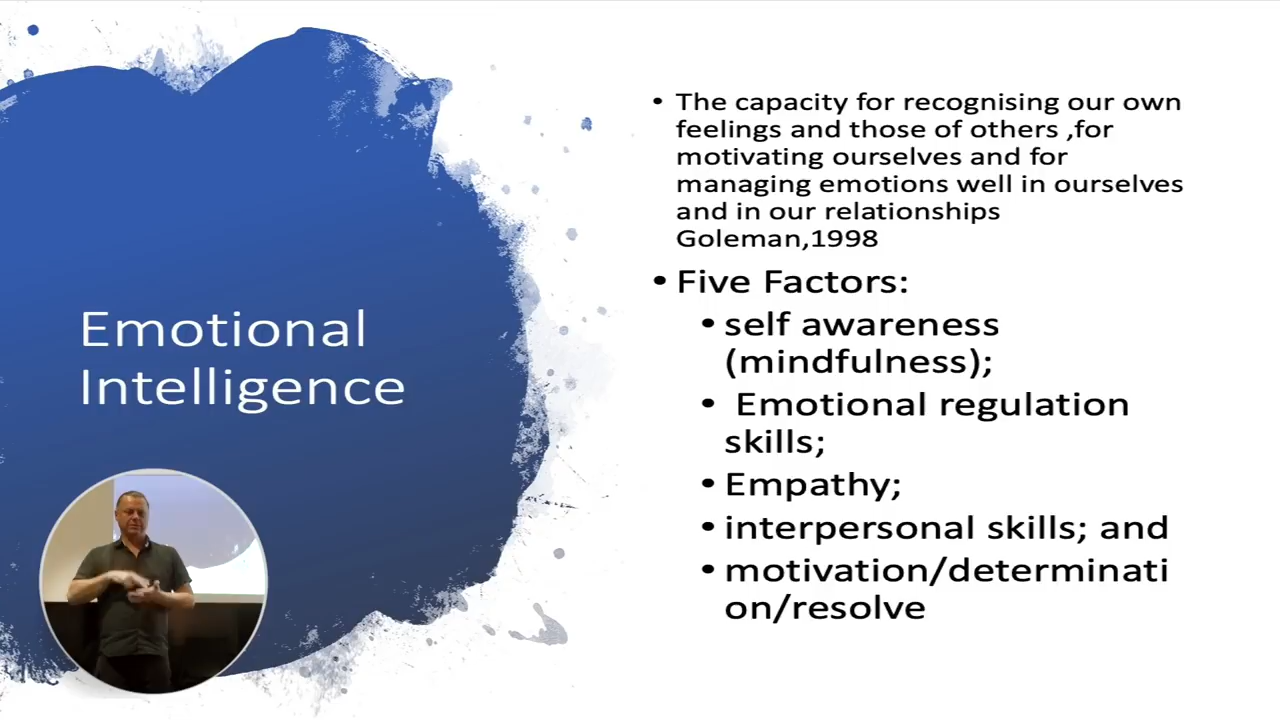 Emotional
Intelligence
• The capacity for recognising our own
feelings and those of others ,for
motivating ourselves and for
managing emotions well in ourselves
and in our relationships
Goleman,1998
• Five Factors:
• self awareness
(mindfulness);
• Emotional regulation
skills;
• Empathy;
• interpersonal skills; and
• motivation/determinati
on/resolve